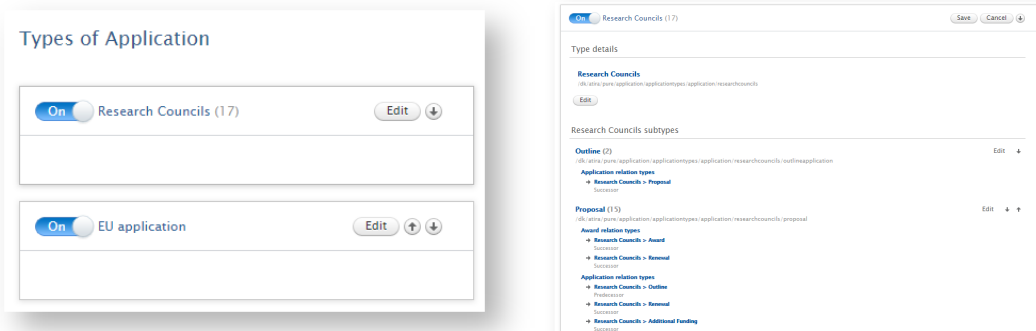 Types of Application
On Research Councils (17) Edit
On EU application Edit
On Research Councils (17) Save Cancel
Type details
Research Councils
/dk/atira/pure/application/applicationtypes/application/researchcouncils
Edit
Research Councils subtypes
Outline (2) Edit
/dk/atira/pure/application/applicationtypes/application/researchcouncils/outlineapplication
Application relation types
Research Councils > Proposal
Successor
Proposal (15) Edit
/dk/atira/pure/application/applicationtypes/application/researchcouncils/proposal
Award relation types
Research Councils > Award
Successor
Research Councils > Renewal
Successor
Application relation types
Research Councils > Outline
Predecessor
Research Councils > Renewal
Successor
Research Councils > Additional Funding
Successor